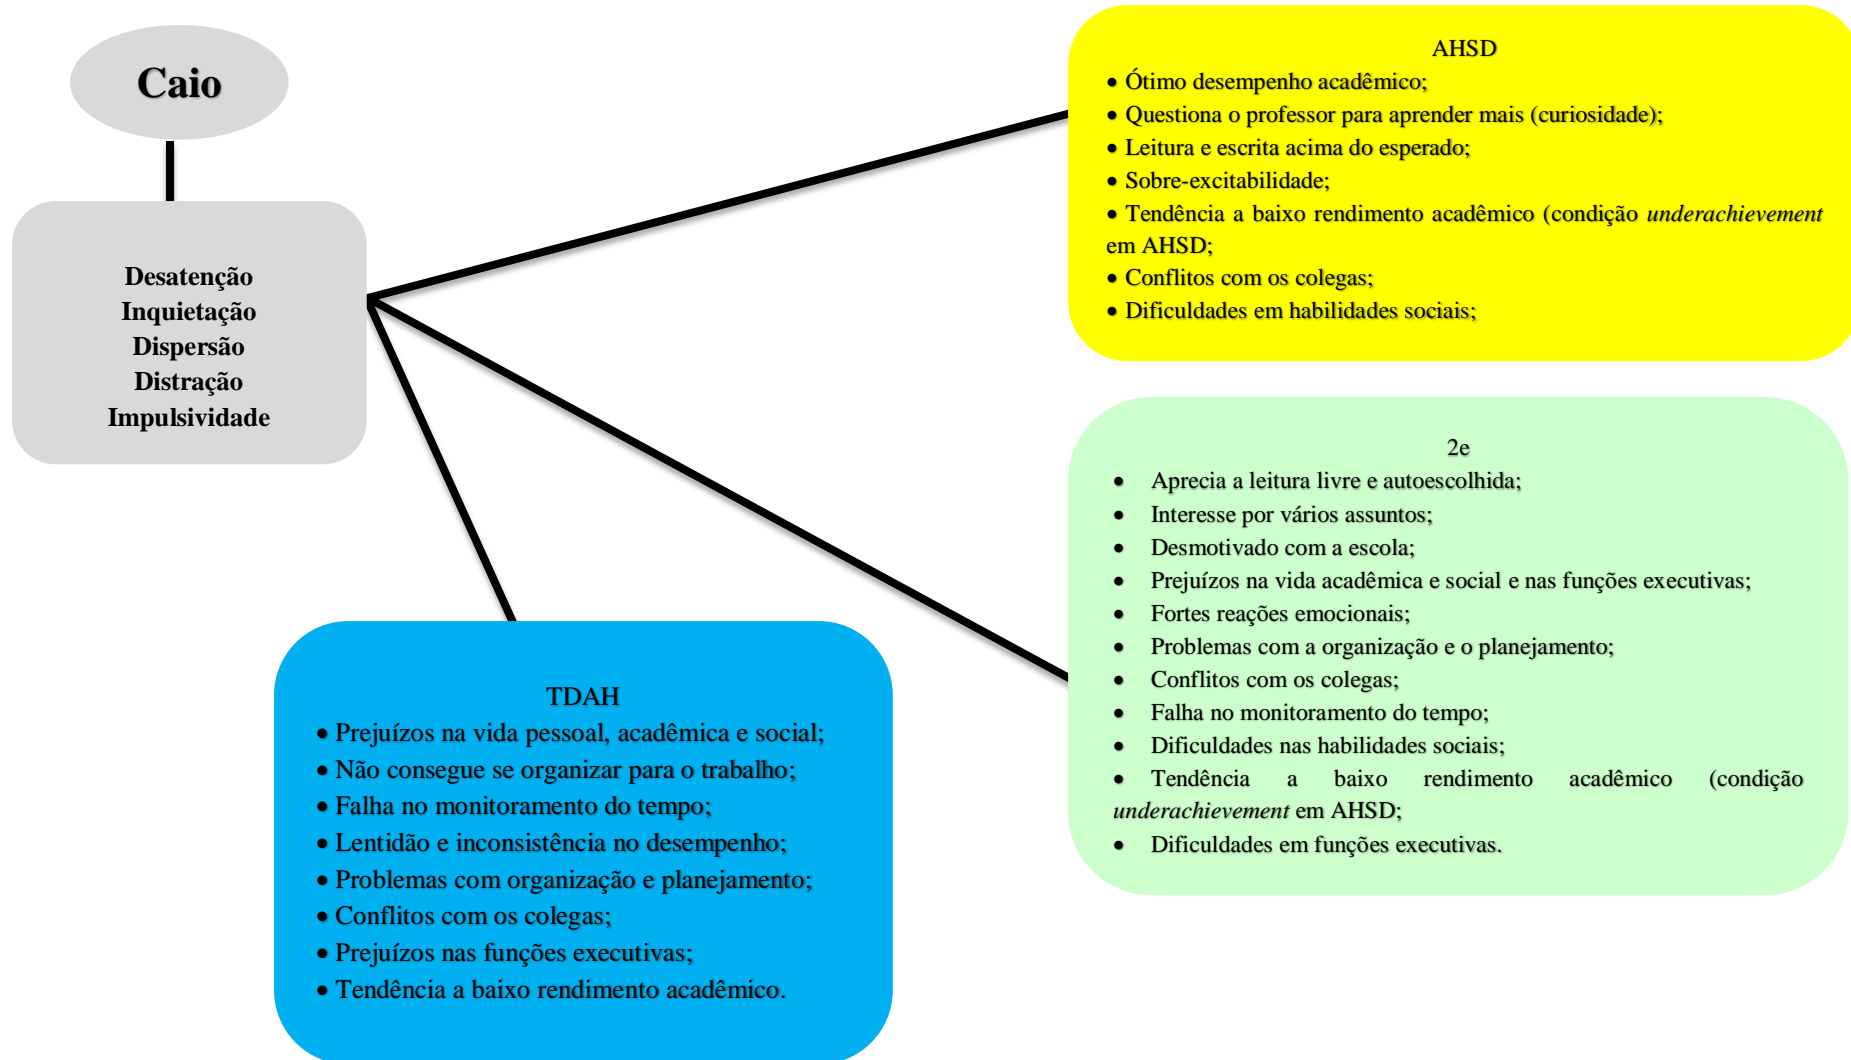 Caio
Desatenção
Inquietação
Dispersão
Distração
Impulsividade
AHSD
• Ótimo desempenho acadêmico;
• Questiona o professor para aprender mais (curiosidade);
• Leitura e escrita acima do esperado;
• Sobre-excitabilidade;
• Tendência a baixo rendimento acadêmico (condição underachievement
em AHSD;
• Conflitos com os colegas;
• Dificuldades em habilidades sociais;
2e
• Aprecia a leitura livre e autoescolhida;
• Interesse por vários assuntos;
• Desmotivado com a escola;
• Prejuízos na vida acadêmica e social e nas funções executivas;
• Fortes reações emocionais;
• Problemas com a organização e o planejamento;
• Conflitos com os colegas;
• Falha no monitoramento do tempo;
• Dificuldades nas habilidades sociais;
• Tendência a baixo rendimento acadêmico (condição
underachievement em AHSD;
• Dificuldades em funções executivas.
TDAH
• Prejuízos na vida pessoal, acadêmica e social;
• Não consegue se organizar para o trabalho;
• Falha no monitoramento do tempo;
• Lentidão e inconsistência no desempenho;
• Problemas com organização e planejamento;
• Conflitos com os colegas;
• Prejuízos nas funções executivas;
• Tendência a baixo rendimento acadêmico.